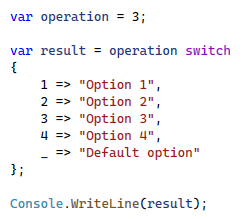 var operation = 3;
var result = operation switch
{
1 => "Option 1",
2 => "Option 2",
3 => "Option 3",
4 => "Option 4",
_ => "Default option"
};
Console.WriteLine(result);